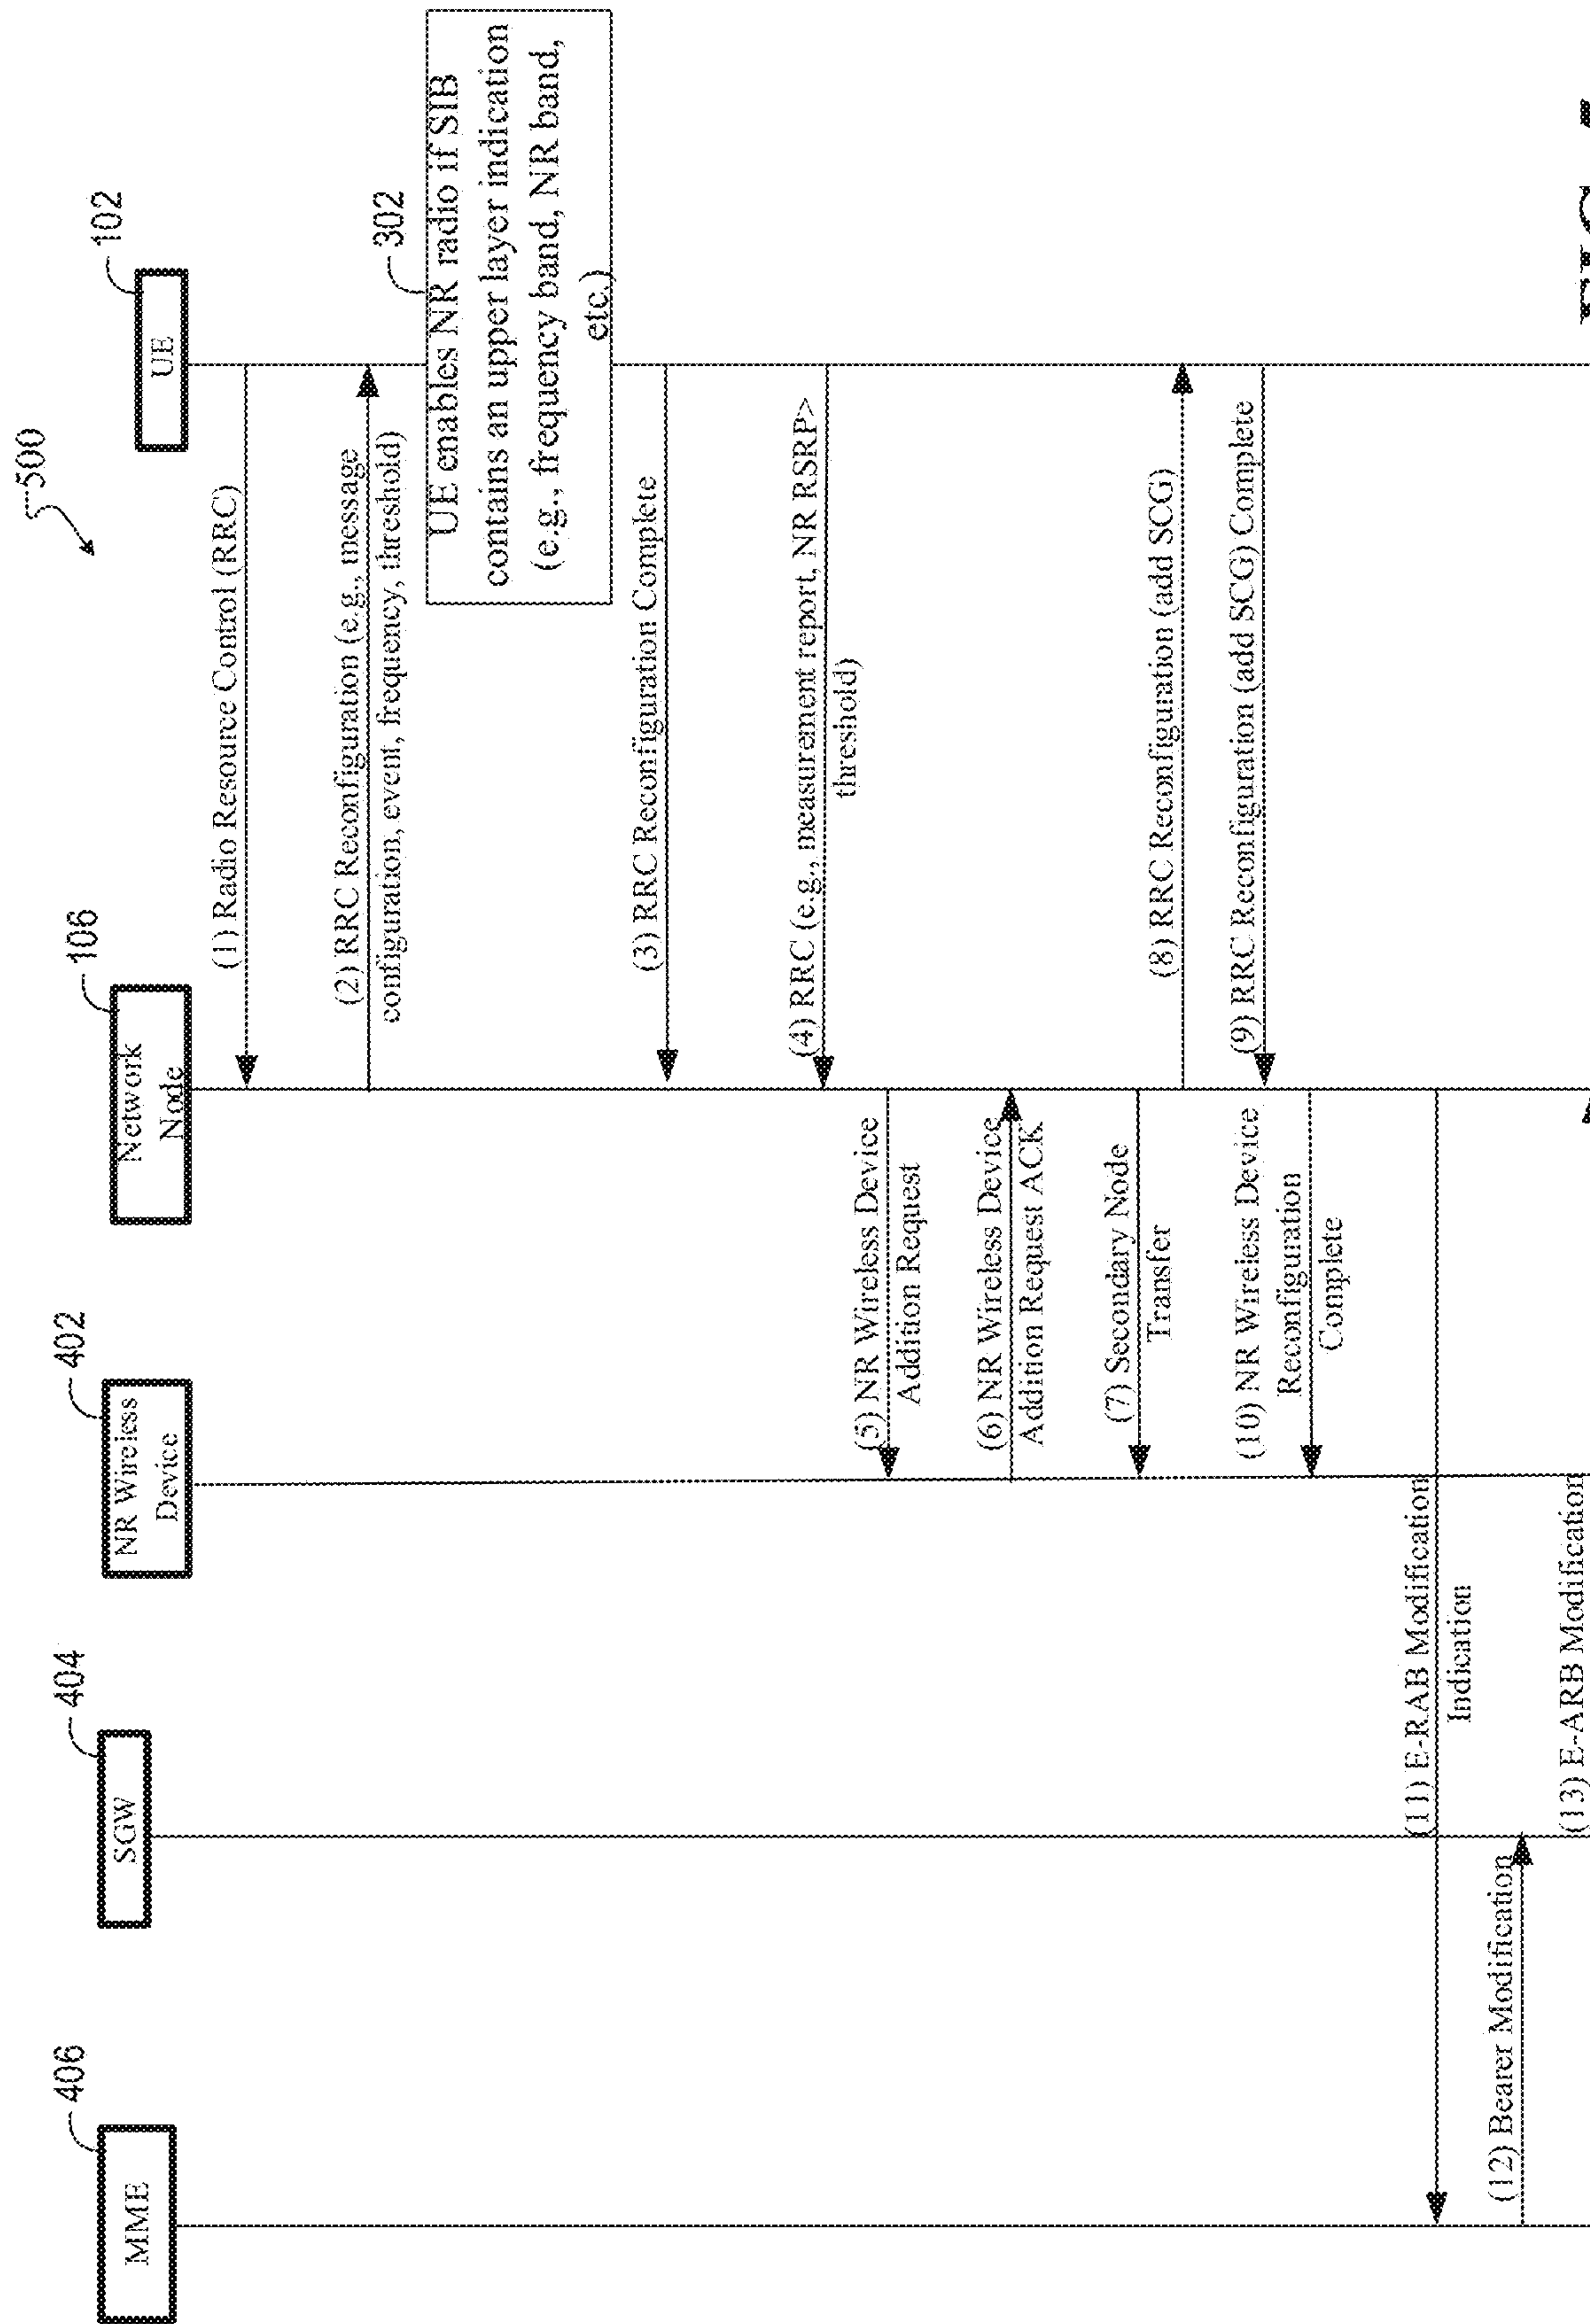 500
406
MME
404
SGW
402
NR Wireless
Device
106
Network
Node
102
UE
(1) Radio Resource Control (RRC)
(2) RRC Reconfiguration (e.g., message
configuration, event, frequency, threshold)
302
UE enables NR radio if SIB
contains an upper layer indication
(e.g., frequency band, NR band,
etc.)
(3) RRC Reconfiguration Complete
(4) RRC (e.g., measurement report, NR RSRP>
threshold)
(5) NR Wireless Device
Addition Request
(6) NR Wireless Device
Addition Request ACK
(7) Secondary Node
Transfer
(8) RRC Reconfiguration (add SCG)
(9) RRC Reconfiguration (add SCG) Complete
(10) NR Wireless Device
Reconfiguration
Complete
(11) E-RAB Modification
Indication
(12) Bearer Modification
(13) E-ARB Modification